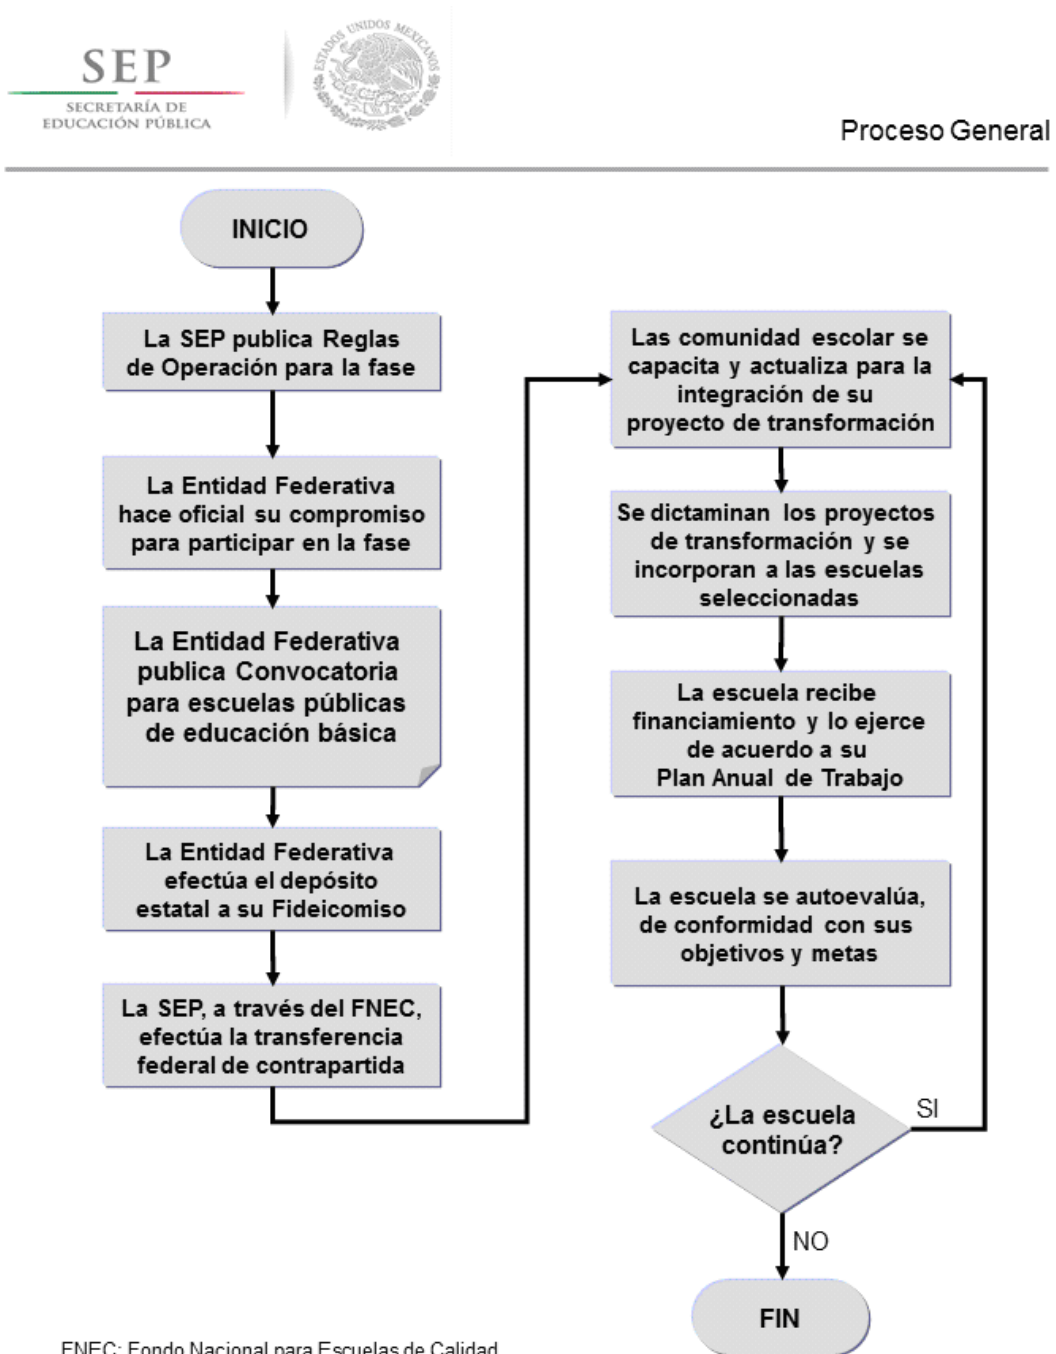 SEP
SECRETARÍA DE
EDUCACIÓN PÚBLICA
ESTADOS UNIDOS MEXICANOS
Proceso General
INICIO
La SEP publica Reglas
de Operación para la fase
La Entidad Federativa
hace oficial su compromiso
para participar en la fase
La Entidad Federativa
publica Convocatoria
para escuelas públicas
de educación básica
La Entidad Federativa
efectúa el depósito
estatal a su Fideicomiso
La SEP, a través del FNEC,
efectúa la transferencia
federal de contrapartida
Las comunidad escolar se
capacita y actualiza para la
integración de su
proyecto de transformación
Se dictaminan los proyectos
de transformación y se
incorporan a las escuelas
seleccionadas
La escuela recibe
financiamiento y lo ejerce
de acuerdo a su
Plan Anual de Trabajo
La escuela se autoevalúa,
de conformidad con sus
objetivos y metas
¿La escuela
continúa?
SI
NO
FIN
FNEC: Fondo Nacional para Escuelas de Calidad